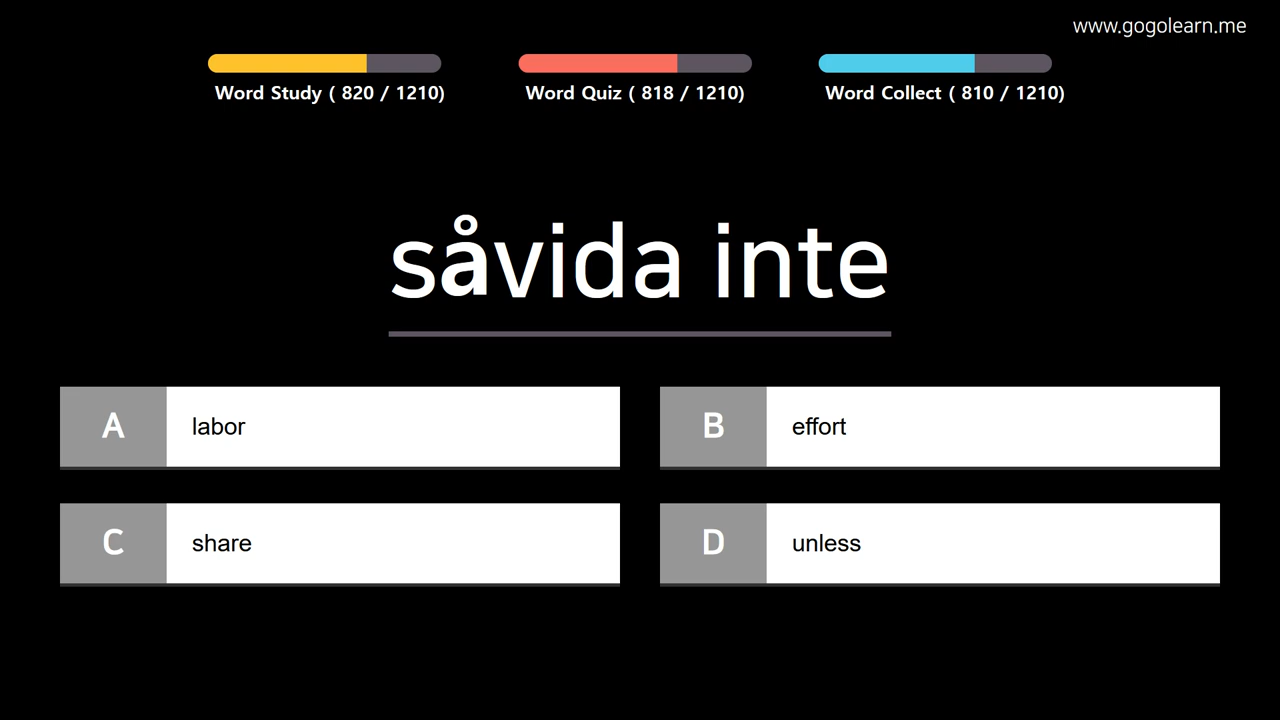 www.gogolearn.me
Word Study ( 820 / 1210)
Word Quiz ( 818 / 1210)
Word Collect ( 810 / 1210)
såvida inte
A labor
B effort
C share
D unless